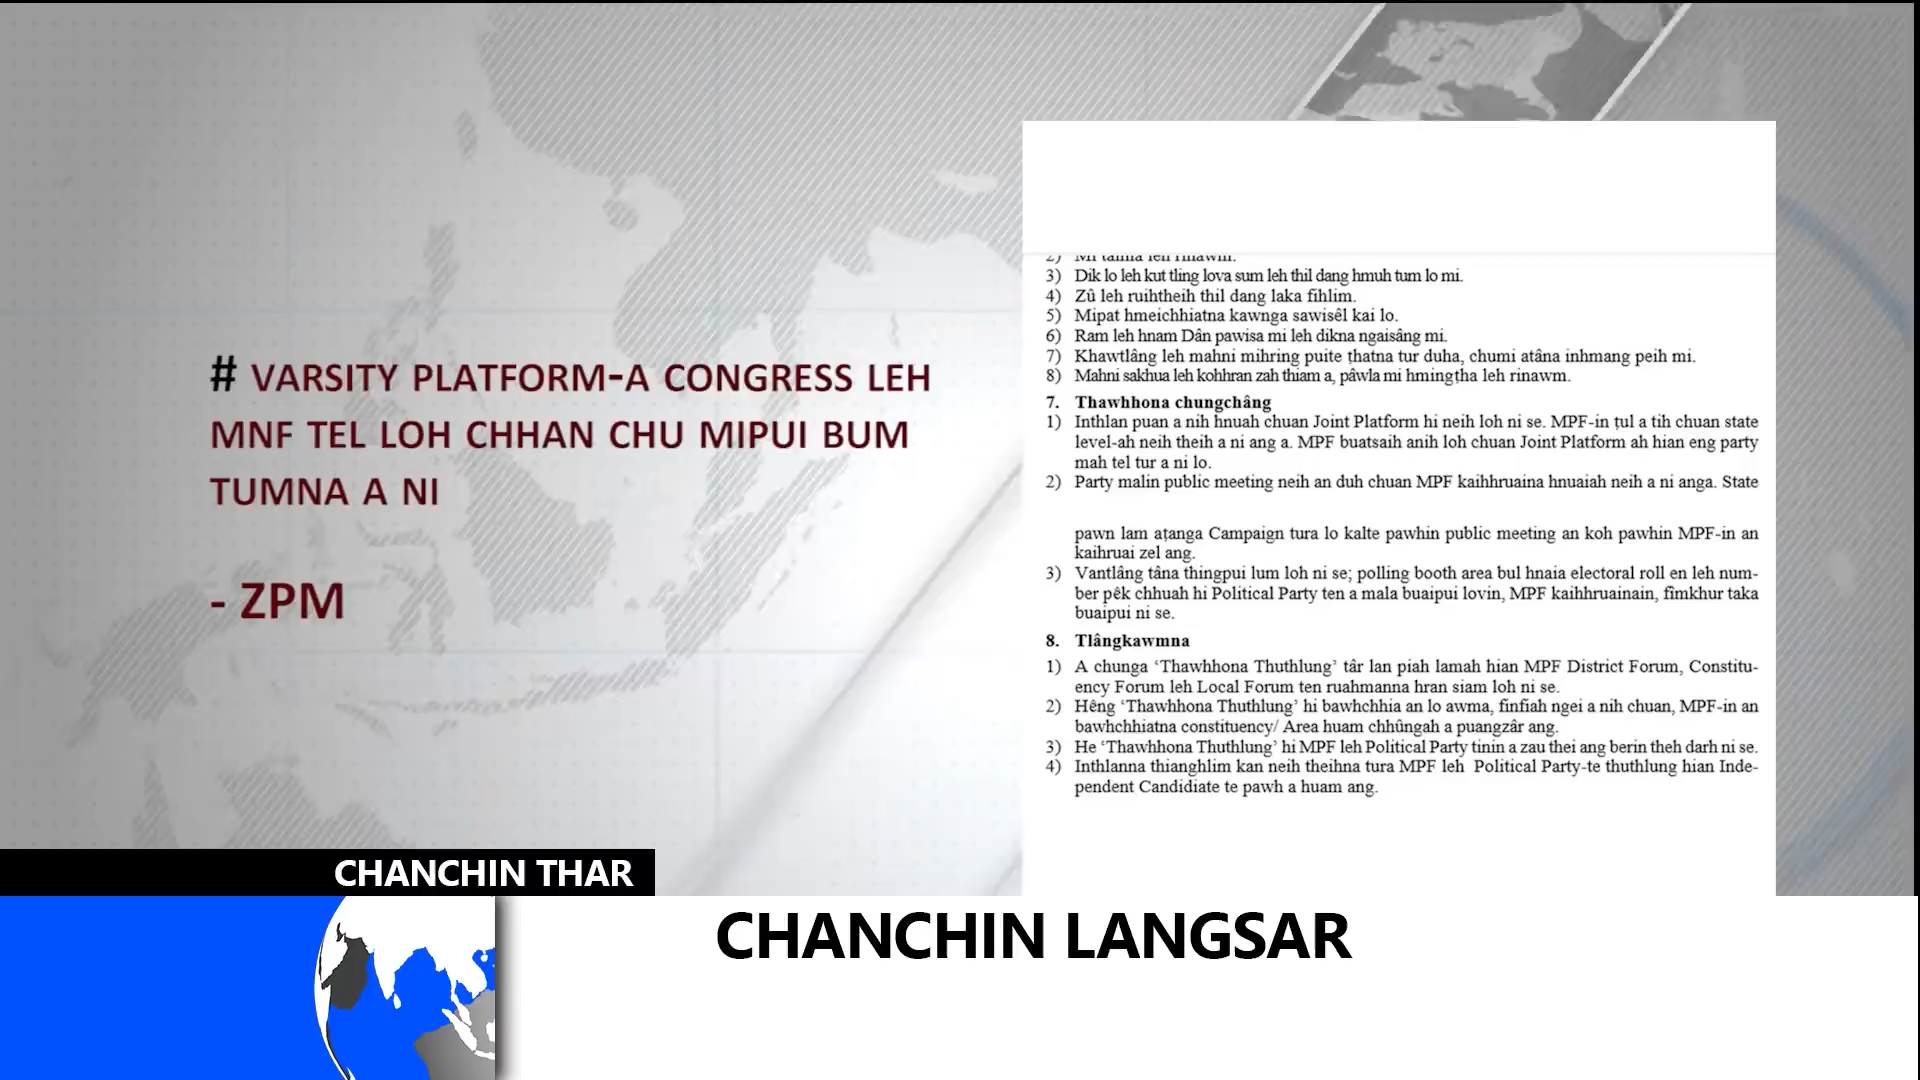 # VARSITY PLATFORM-A CONGRESS LEH
MNF TEL LOH CHHAN CHU MIPUI BUM
TUMNA A NI
- ZPM
3) Dik lo leh kut tling lova sum leh thil dang hmuh tum lo mi.
4) Zû leh ruihtheih thil dang laka fihlim.
5) Mipat hmeichhiatna kawnga sawisêl kai lo.
6) Ram leh hnam Dân pawisa mi leh dikna ngaisâng mi.
7) Khawtlâng leh mahni mihring puite ṭhatna tur duha, chumi atâna inhmang peih mi.
8) Mahni sakhua leh kohhran zah thiam a, pâwla mi hmingṭha leh rinawm.
7. Thawhhona chungchâng
1) Inthlan puan a nih hnuah chuan Joint Platform hi neih loh ni se. MPF-in ṭul a tih chuan state
level-ah neih theih a ni ang a. MPF buatsaih anih loh chuan Joint Platform ah hian eng party
mah tel tur a ni lo.
2) Party malin public meeting neih an duh chuan MPF kaihhruaina hnuaiah neih a ni anga. State
pawn lam aṭanga Campaign tura lo kalte pawhin public meeting an koh pawhin MPF-in an
kaihruai zel ang.
3) Vantlâng tâna thingpui lum loh ni se; polling booth area bul hnaia electoral roll en leh num-
ber pêk chhuah hi Political Party ten a mala buaipui lovin, MPF kaihhruainain, fîmkhur taka
buaipui ni se.
8. Tlângkawmna
1) A chunga ‘Thawhhona Thuthlung’ târ lan piah lamah hian MPF District Forum, Constitu-
ency Forum leh Local Forum ten ruahmanna hran siam loh ni se.
2) Hêng ‘Thawhhona Thuthlung’ hi bawhchhia an lo awma, finfiah ngei a nih chuan, MPF-in an
bawhchhiatna constituency/ Area huam chhûngah a puangzâr ang.
3) He ‘Thawhhona Thuthlung’ hi MPF leh Political Party tinin a zau thei ang berin theh darh ni se.
4) Inthlanna thianghlim kan neih theihna tura MPF leh Political Party-te thuthlung hian Inde-
pendent Candidiate te pawh a huam ang.
CHANCHIN THAR
CHANCHIN LANGSAR